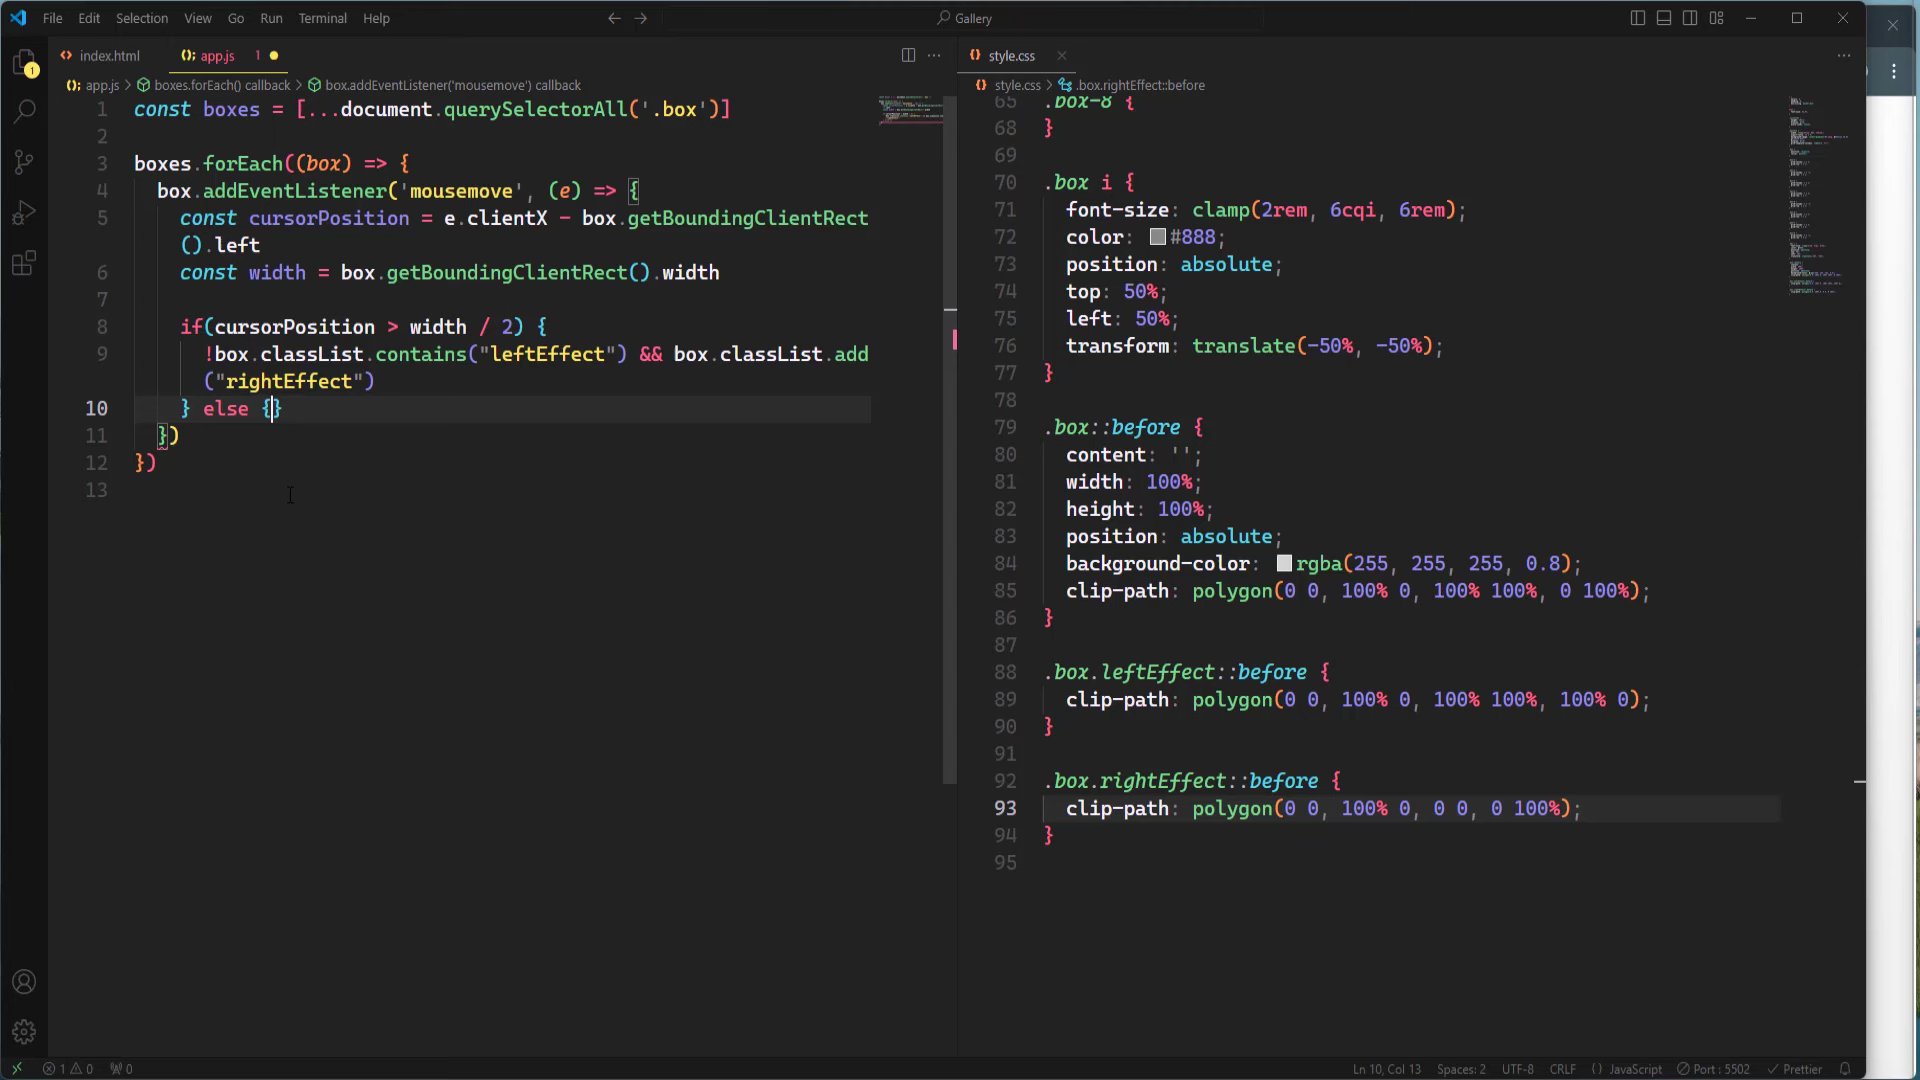 File Edit Selection View Go Run Terminal Help
Gallery
index.html
app.js 1
app.js > boxes.forEach() callback > box.addEventListener('mousemove') callback
1 const boxes = [...document.querySelectorAll('.box')]
2
3 boxes.forEach((box) => {
4 box.addEventListener('mousemove', (e) => {
5 const cursorPosition = e.clientX - box.getBoundingClientRect
().left
6 const width = box.getBoundingClientRect().width
7
8 if(cursorPosition > width / 2) {
9 !box.classList.contains("leftEffect") && box.classList.add
("rightEffect")
10 } else {}
11 })
12 })
13
style.css
style.css > .box.rightEffect::before
65 .box-8 {
68 }
69
70 .box i {
71 font-size: clamp(2rem, 6cqi, 6rem);
72 color: #888;
73 position: absolute;
74 top: 50%;
75 left: 50%;
76 transform: translate(-50%, -50%);
77 }
78
79 .box::before {
80 content: '';
81 width: 100%;
82 height: 100%;
83 position: absolute;
84 background-color: rgba(255, 255, 255, 0.8);
85 clip-path: polygon(0 0, 100% 0, 100% 100%, 0 100%);
86 }
87
88 .box.leftEffect::before {
89 clip-path: polygon(0 0, 100% 0, 100% 100%, 100% 0);
90 }
91
92 .box.rightEffect::before {
93 clip-path: polygon(0 0, 100% 0, 0 0, 0 100%);
94 }
95
1
1 0 0
Ln 10, Col 13 Spaces: 2 UTF-8 CRLF {} JavaScript Port : 5502 Prettier